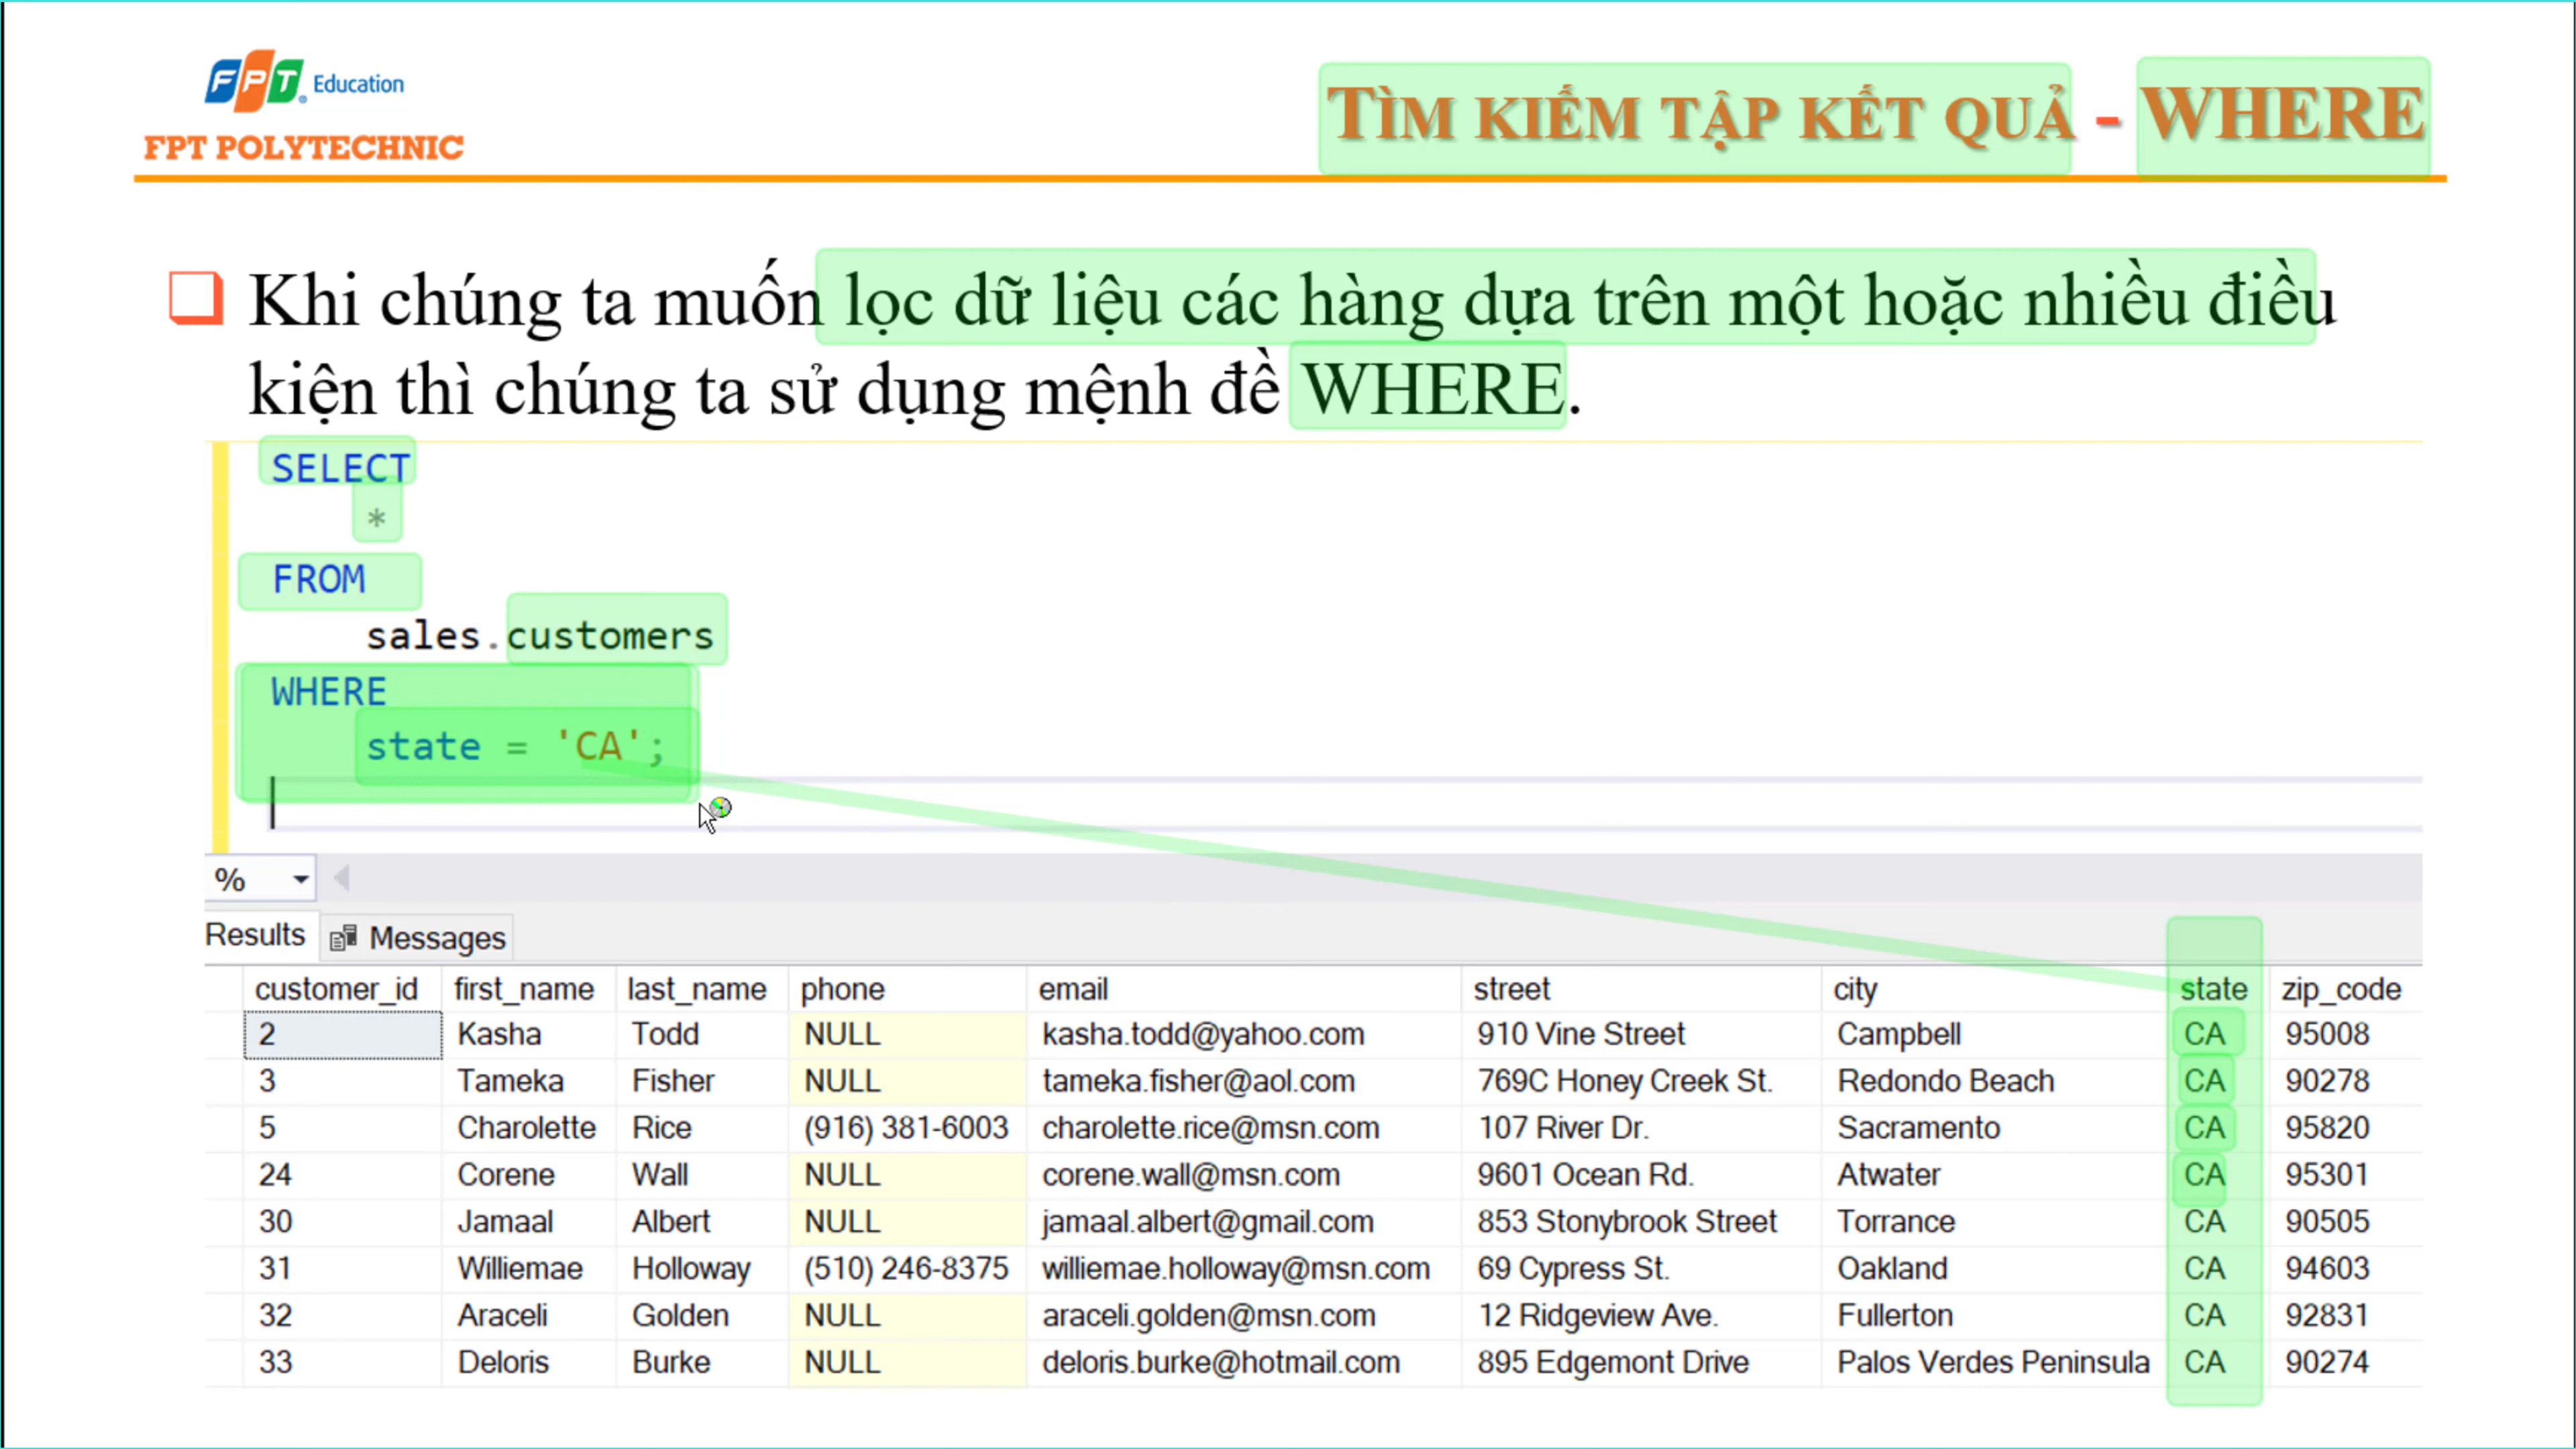 FPT Education
FPT POLYTECHNIC
TÌM KIẾM TẬP KẾT QUẢ - WHERE
Khi chúng ta muốn lọc dữ liệu các hàng dựa trên một hoặc nhiều điều
kiện thì chúng ta sử dụng mệnh đề WHERE.
SELECT
*
FROM
sales.customers
WHERE
state = 'CA';
%
Results Messages
customer_id first_name last_name phone email street city state zip_code
2 Kasha Todd NULL kasha.todd@yahoo.com 910 Vine Street Campbell CA 95008
3 Tameka Fisher NULL tameka.fisher@aol.com 769C Honey Creek St. Redondo Beach CA 90278
5 Charolette Rice (916) 381-6003 charolette.rice@msn.com 107 River Dr. Sacramento CA 95820
24 Corene Wall NULL corene.wall@msn.com 9601 Ocean Rd. Atwater CA 95301
30 Jamaal Albert NULL jamaal.albert@gmail.com 853 Stonybrook Street Torrance CA 90505
31 Williemae Holloway (510) 246-8375 williemae.holloway@msn.com 69 Cypress St. Oakland CA 94603
32 Araceli Golden NULL araceli.golden@msn.com 12 Ridgeview Ave. Fullerton CA 92831
33 Deloris Burke NULL deloris.burke@hotmail.com 895 Edgemont Drive Palos Verdes Peninsula CA 90274